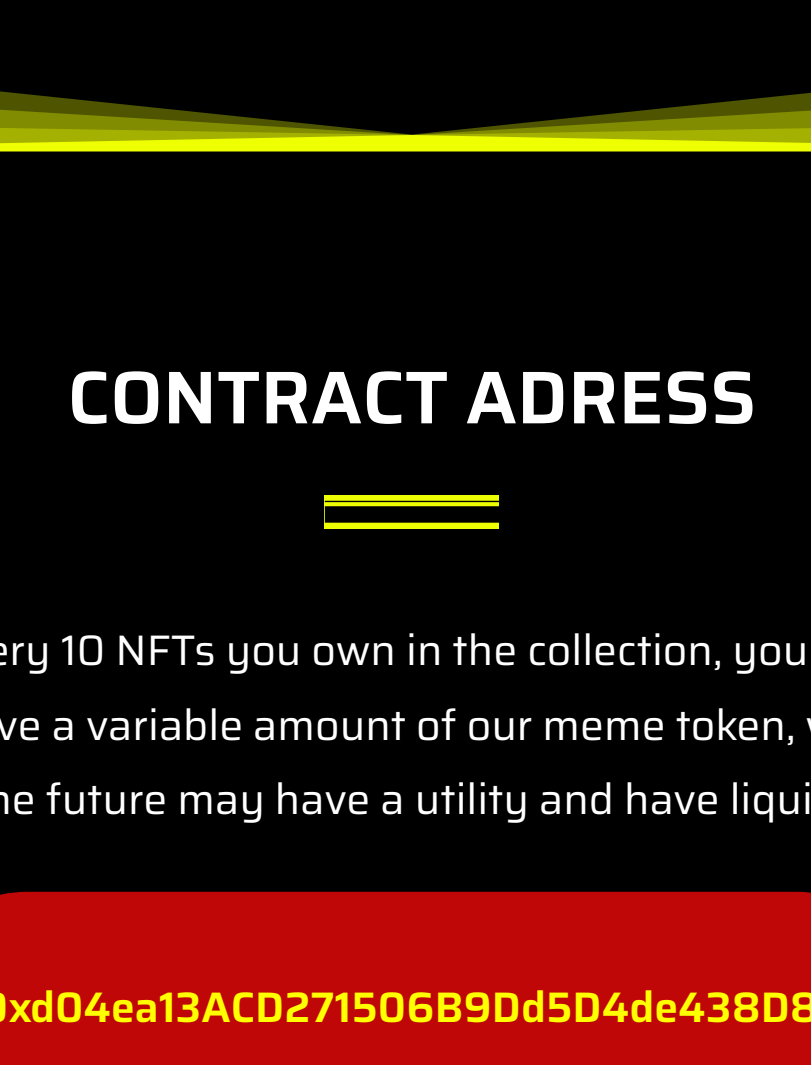 CONTRACT ADRESS
ery 10 NFTs you own in the collection, you
ve a variable amount of our meme token,
he future may have a utility and have liqui
0xd04ea13ACD271506B9Dd5D4de438D8